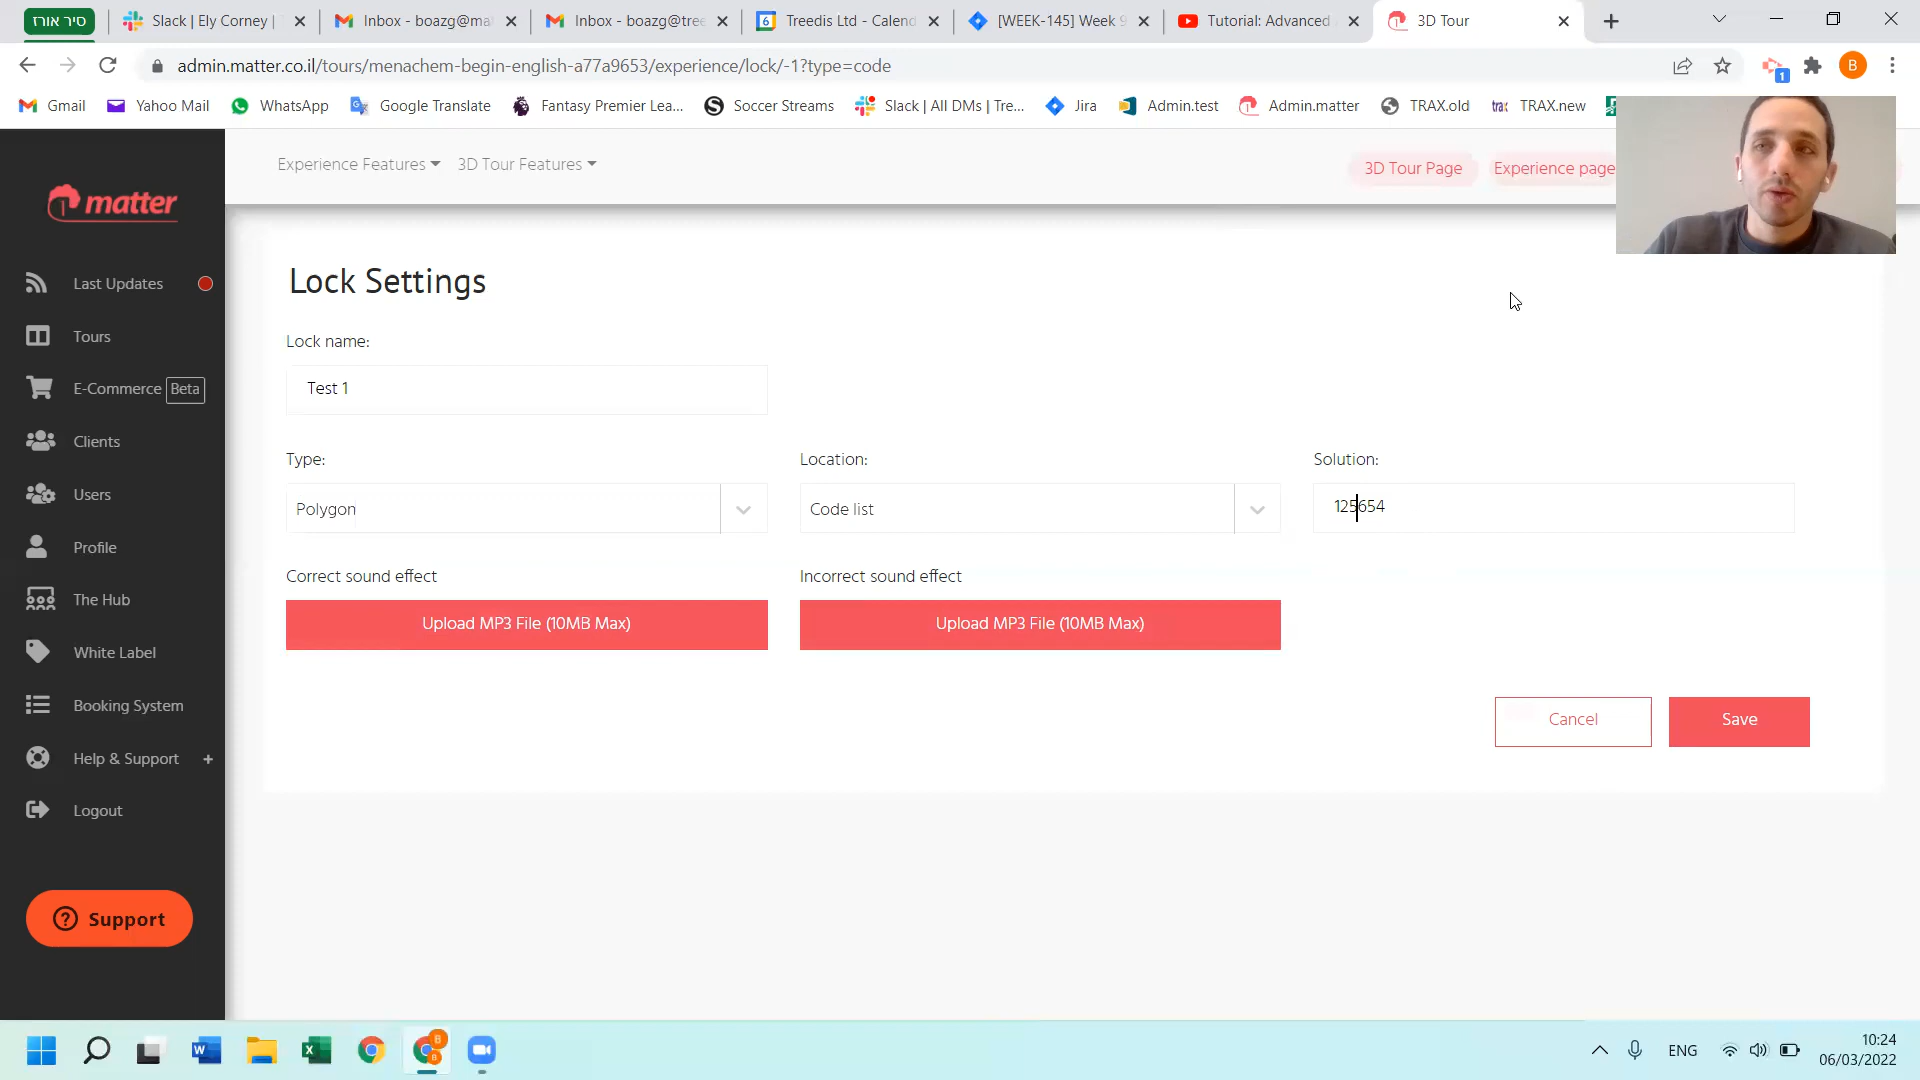 סיר אורז
Slack | Ely Corney |
Inbox - boazg@ma
Inbox - boazg@tree
Treedis Ltd - Calend
[WEEK-145] Week 9
Tutorial: Advanced
3D Tour
admin.matter.co.il/tours/menachem-begin-english-a77a9653/experience/lock/-1?type=code
1
B
Gmail
Yahoo Mail
WhatsApp
Google Translate
Fantasy Premier Lea...
Soccer Streams
Slack | All DMs | Tre...
Jira
Admin.test
Admin.matter
TRAX.old
TRAX.new
matter
Experience Features
3D Tour Features
3D Tour Page
Experience page
Last Updates
Tours
E-Commerce Beta
Clients
Users
Profile
The Hub
White Label
Booking System
Help & Support +
Logout
Support
Lock Settings
Lock name:
Test 1
Type:
Location:
Solution:
Polygon
Code list
125654
Correct sound effect
Incorrect sound effect
Upload MP3 File (10MB Max)
Upload MP3 File (10MB Max)
Cancel
Save
ENG
10:24
06/03/2022